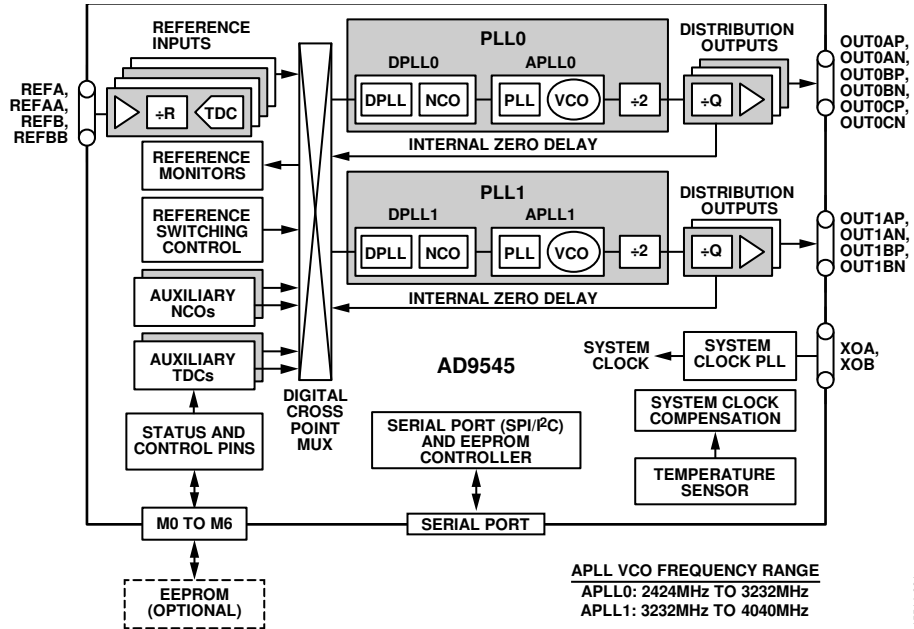 REFERENCE
INPUTS
REFA,
REFAA,
REFB,
REFBB
÷R
TDC
REFERENCE
MONITORS
REFERENCE
SWITCHING
CONTROL
AUXILIARY
NCOs
AUXILIARY
TDCs
STATUS AND
CONTROL PINS
M0 TO M6
EEPROM
(OPTIONAL)
DIGITAL
CROSS
POINT
MUX
PLL0
DPLL0
APLL0
DPLL
NCO
PLL
VCO
÷2
DISTRIBUTION
OUTPUTS
÷Q
OUT0AP,
OUT0AN,
OUT0BP,
OUT0BN,
OUT0CP,
OUT0CN
INTERNAL ZERO DELAY
PLL1
DPLL1
APLL1
DPLL
NCO
PLL
VCO
÷2
DISTRIBUTION
OUTPUTS
÷Q
OUT1AP,
OUT1AN,
OUT1BP,
OUT1BN
INTERNAL ZERO DELAY
AD9545
SYSTEM
CLOCK
SYSTEM
CLOCK PLL
XOA,
XOB
SYSTEM CLOCK
COMPENSATION
TEMPERATURE
SENSOR
SERIAL PORT (SPI/I²C)
AND EEPROM
CONTROLLER
SERIAL PORT
APLL VCO FREQUENCY RANGE
APLL0: 2424MHz TO 3232MHz
APLL1: 3232MHz TO 4040MHz